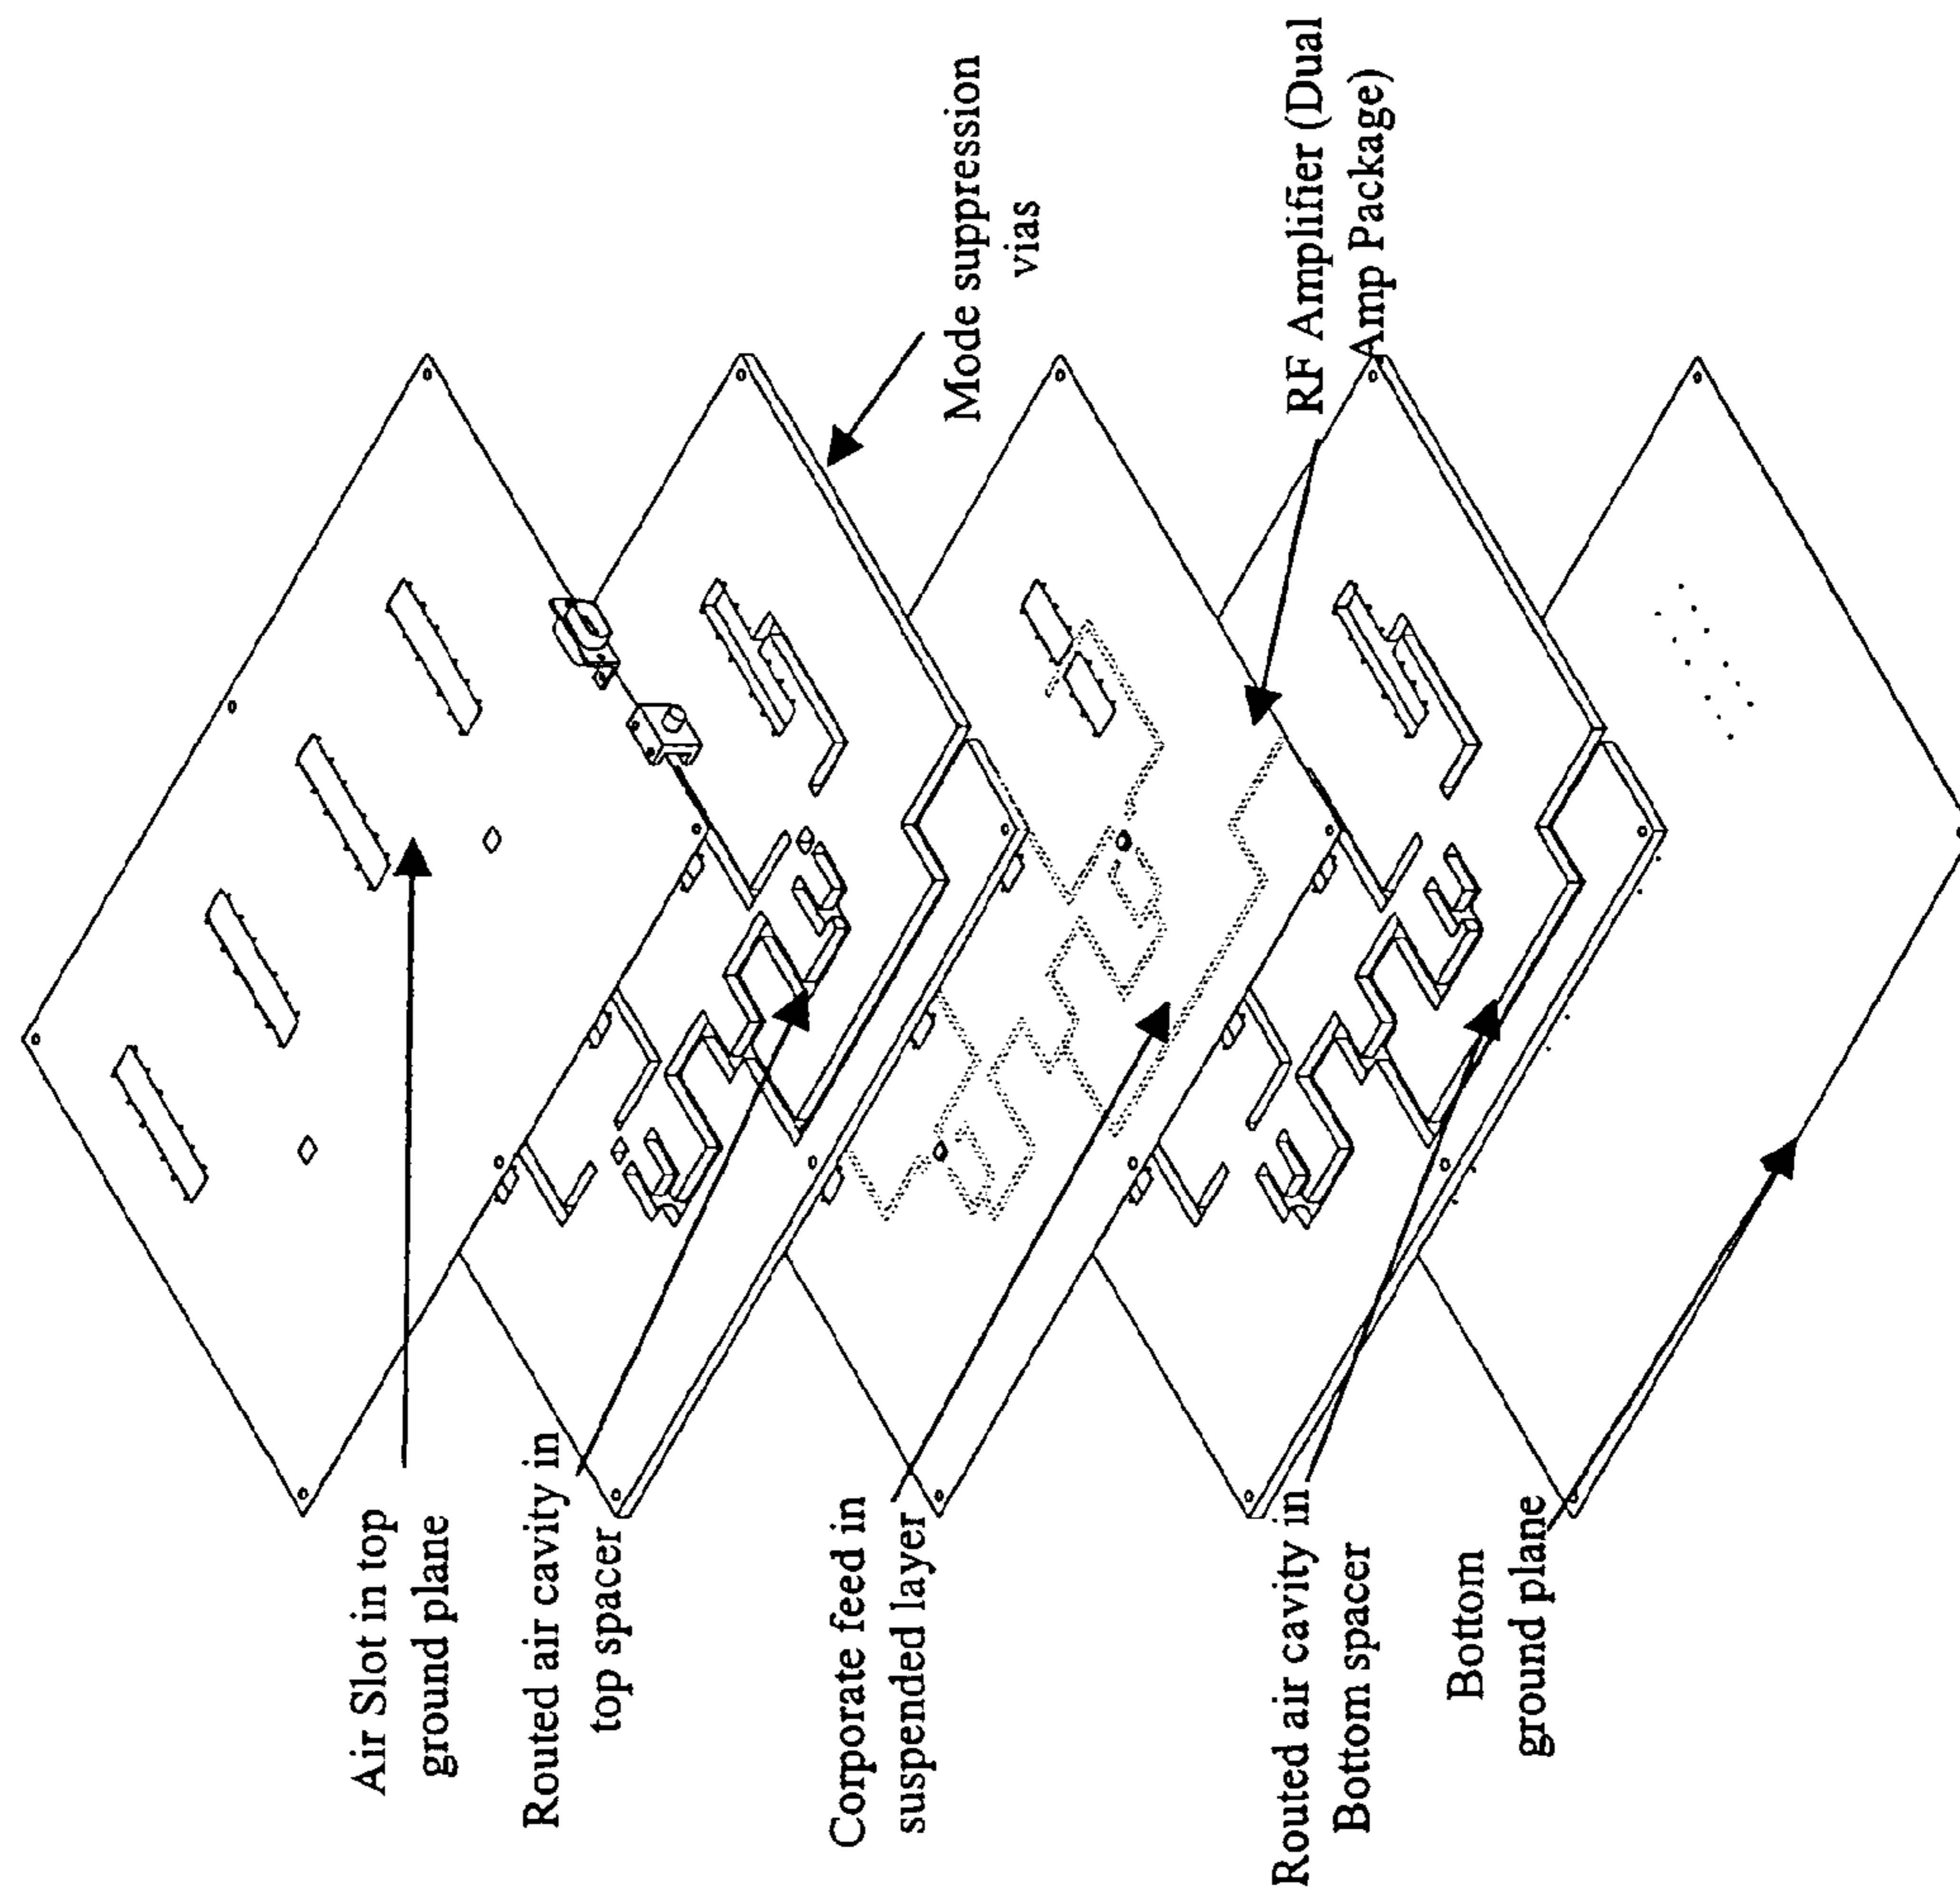 Air Slot in top
ground plane
Routed air cavity in
top spacer
Corporate feed in
suspended layer
Routed air cavity in
Bottom spacer
Bottom
ground plane
Mode suppression
vias
RF Amplifier (Dual
Amp Package)